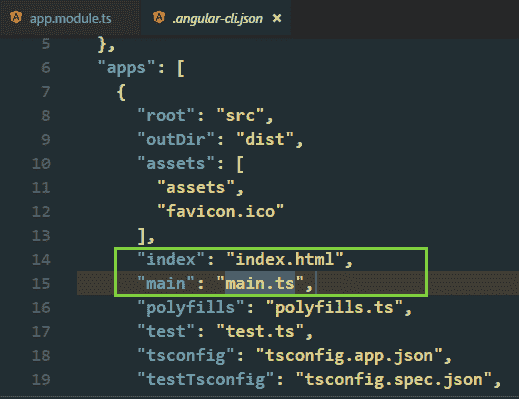 app.module.ts .angular-cli.json ×
5 },
6 "apps": [
7 {
8 "root": "src",
9 "outDir": "dist",
10 "assets": [
11 "assets",
12 "favicon.ico"
13 ],
14 "index": "index.html",
15 "main": "main.ts",
16 "polyfills": "polyfills.ts",
17 "test": "test.ts",
18 "tsconfig": "tsconfig.app.json",
19 "testTsconfig": "tsconfig.spec.json",